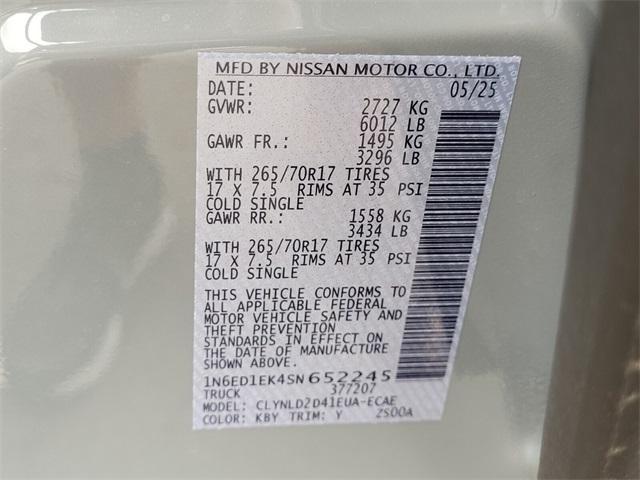 MFD BY NISSAN MOTOR CO., LTD.
DATE: 05/25
GVWR: 2727 KG
6012 LB
GAWR FR.: 1495 KG
3296 LB
WITH 265/70R17 TIRES
17 X 7.5 RIMS AT 35 PSI
COLD SINGLE
GAWR RR.: 1558 KG
3434 LB
WITH 265/70R17 TIRES
17 X 7.5 RIMS AT 35 PSI
COLD SINGLE
THIS VEHICLE CONFORMS TO
ALL APPLICABLE FEDERAL
MOTOR VEHICLE SAFETY AND
THEFT PREVENTION
STANDARDS IN EFFECT ON
THE DATE OF MANUFACTURE
SHOWN ABOVE.
1N6ED1EK4SN652245
TRUCK 377207
MODEL: CLYNLD2D41EUA-ECAE
COLOR: KBY TRIM: Y 2S00A